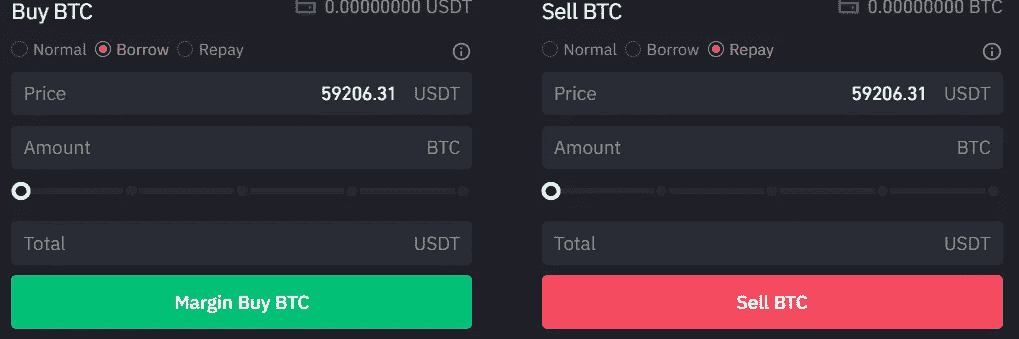 Buy BTC 0.00000000 USDT
Normal Borrow Repay
Price 59206.31 USDT
Amount BTC
Total USDT
Margin Buy BTC
Sell BTC 0.00000000 BTC
Normal Borrow Repay
Price 59206.31 USDT
Amount BTC
Total USDT
Sell BTC